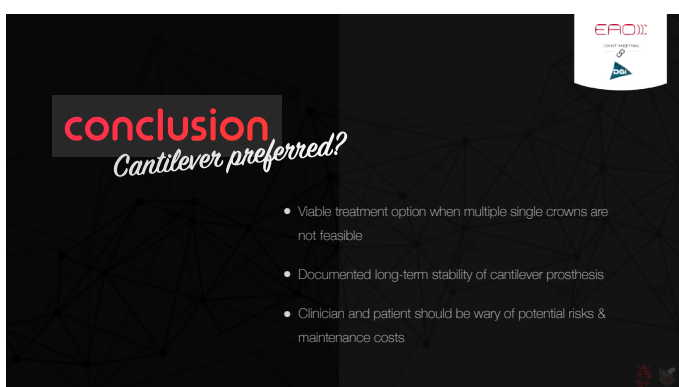 EAO
JOINT MEETING
DGI
conclusion
Cantilever preferred?
Viable treatment option when multiple single crowns are
not feasible
Documented long-term stability of cantilever prosthesis
Clinician and patient should be wary of potential risks &
maintenance costs